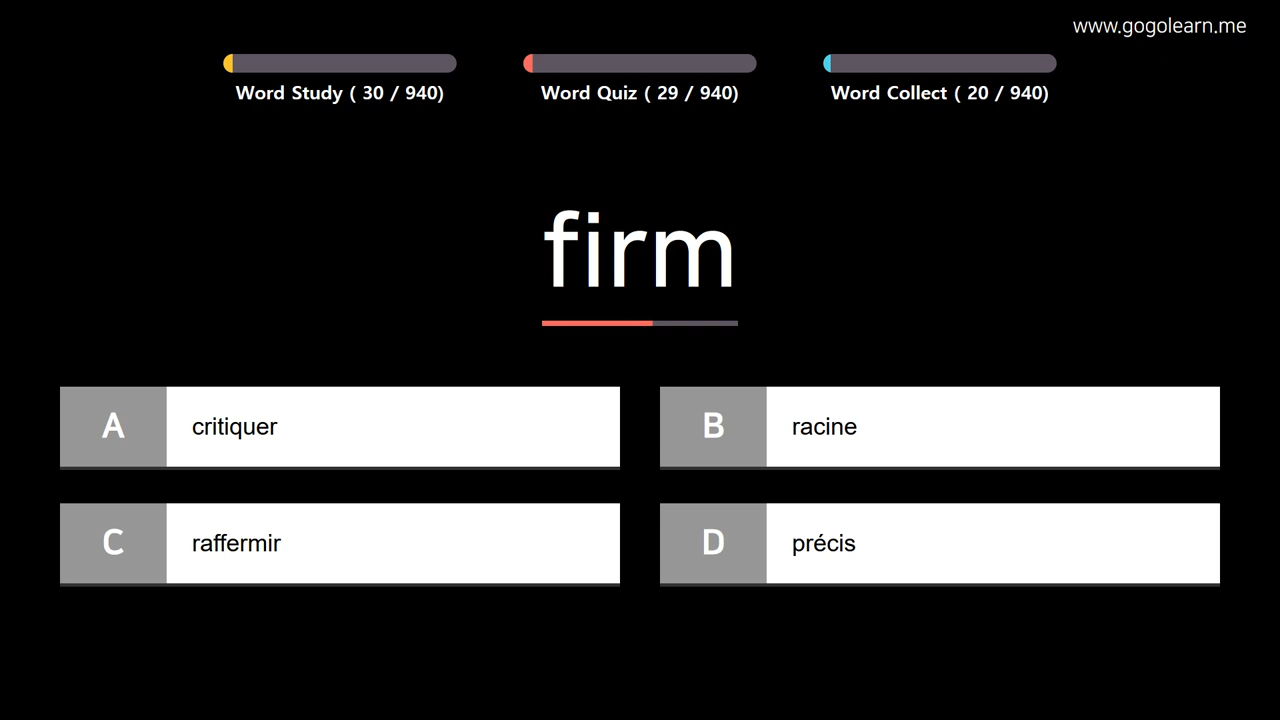 www.gogolearn.me
Word Study ( 30 / 940)
Word Quiz ( 29 / 940)
Word Collect ( 20 / 940)
firm
A critiquer
B racine
C raffermir
D précis